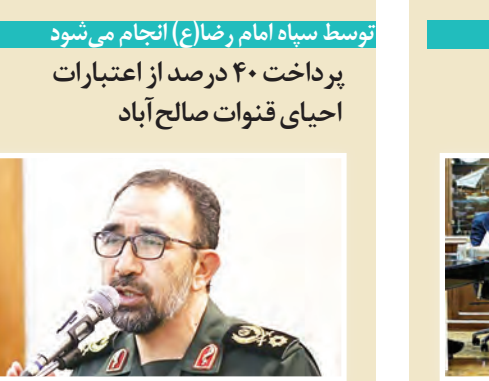 توسط سپاه امام رضا(ع) انجام می‌شود
پرداخت ۴۰ درصد از اعتبارات
احیای قنوات صالح‌آباد